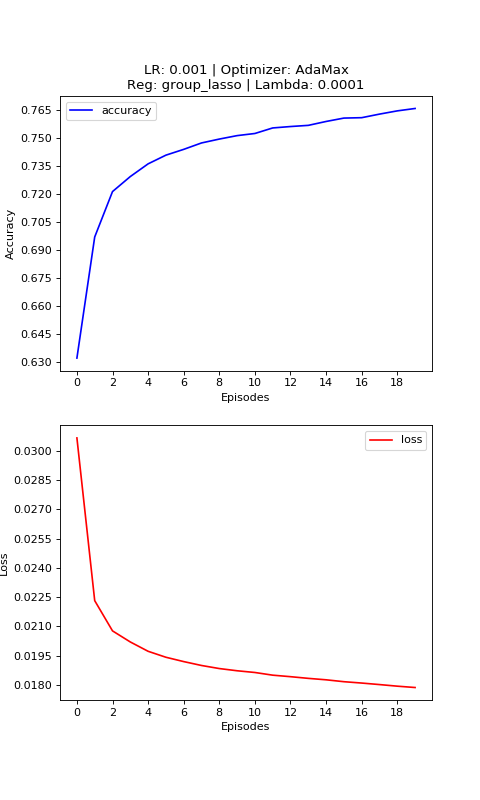 LR: 0.001 | Optimizer: AdaMax
Reg: group_lasso | Lambda: 0.0001
accuracy
0.765
0.750
0.735
0.720
0.705
0.690
0.675
0.660
0.645
0.630
Accuracy
0 2 4 6 8 10 12 14 16 18
Episodes
loss
0.0300
0.0285
0.0270
0.0255
0.0240
0.0225
0.0210
0.0195
0.0180
Loss
0 2 4 6 8 10 12 14 16 18
Episodes